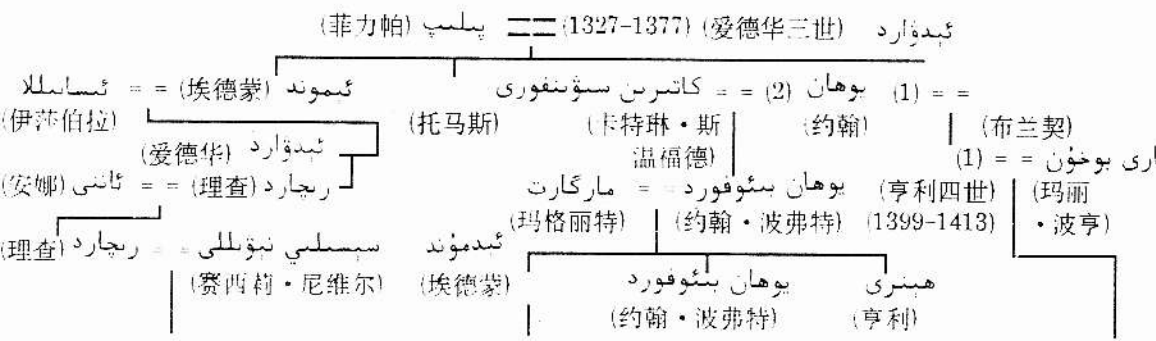 ئېدۋارد (爱德华三世) (1327-1377) == پىلىپ (菲力帕)
= = (1) يوھان (2) = = كاتىرىن سىۋىنفورى ئېموند (埃德蒙) = = ئىسابىللا
(布兰契) (约翰) (卡特琳·斯 (托马斯) (伊莎伯拉)
温福德) ئېدۋارد (爱德华)
ارى بوخۇن = = (1) (亨利四世) يوھان بىئوفورد = = مارگارت رىچارد (理查) = = ئاننى (安娜)
(玛丽 (1399-1413) (约翰·波弗特) (玛格丽特)
·波亨)
ئېدمۇند سېسىلىي نېۋىللى = = رىچارد (理查)
(埃德蒙) (赛西莉·尼维尔)
ھېنرى يوھان بىئوفورد
(亨利) (约翰·波弗特)